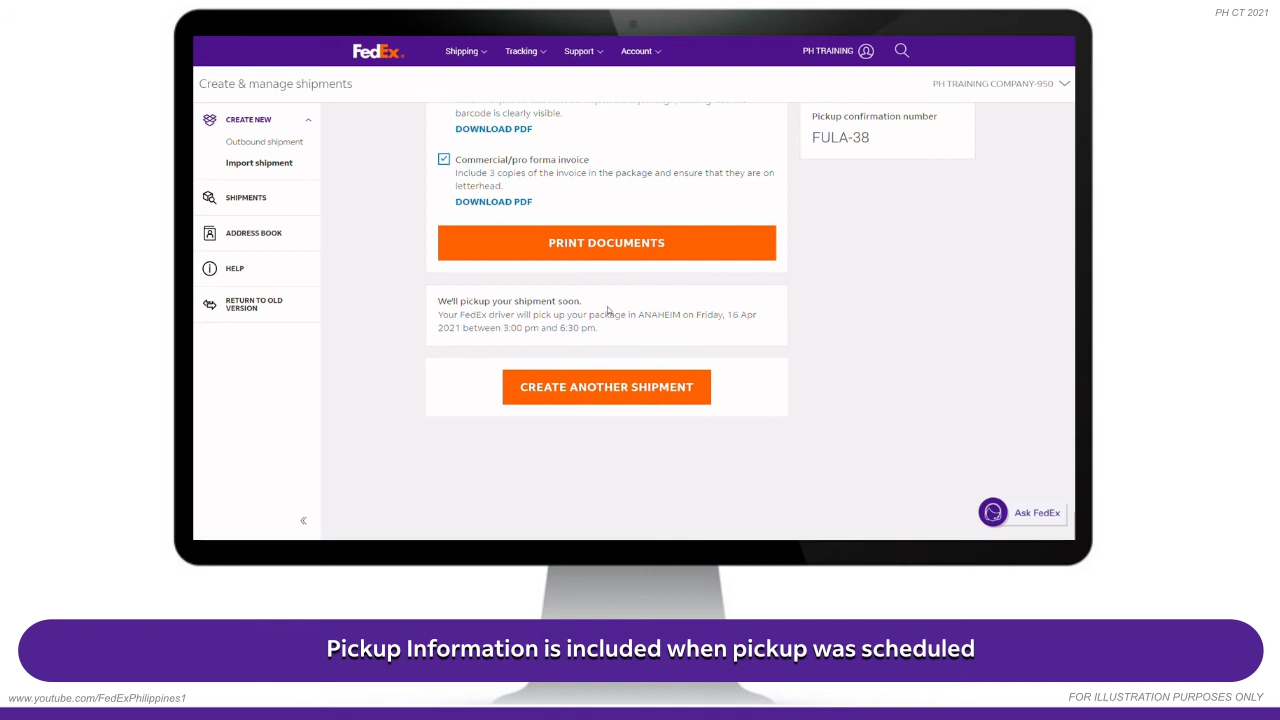 PH CT 2021
FedEx
Shipping
Tracking
Support
Account
PH TRAINING
Create & manage shipments
PH TRAINING COMPANY-950
CREATE NEW
Outbound shipment
Import shipment
SHIPMENTS
ADDRESS BOOK
HELP
RETURN TO OLD
VERSION
barcode is clearly visible.
DOWNLOAD PDF
Commercial/pro forma invoice
Include 3 copies of the invoice in the package and ensure that they are on
letterhead.
DOWNLOAD PDF
PRINT DOCUMENTS
We'll pickup your shipment soon.
Your FedEx driver will pick up your package in ANAHEIM on Friday, 16 Apr
2021 between 3:00 pm and 6:30 pm.
CREATE ANOTHER SHIPMENT
Pickup confirmation number
FULA-38
Ask FedEx
Pickup Information is included when pickup was scheduled
www.youtube.com/FedExPhilippines1
FOR ILLUSTRATION PURPOSES ONLY